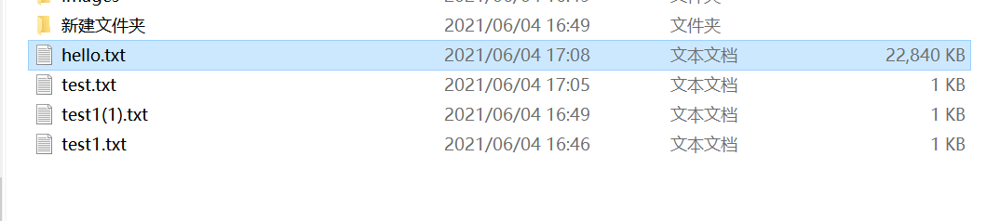 新建文件夹 2021/06/04 16:49 文件夹
hello.txt 2021/06/04 17:08 文本文档 22,840 KB
test.txt 2021/06/04 17:05 文本文档 1 KB
test1(1).txt 2021/06/04 16:49 文本文档 1 KB
test1.txt 2021/06/04 16:46 文本文档 1 KB